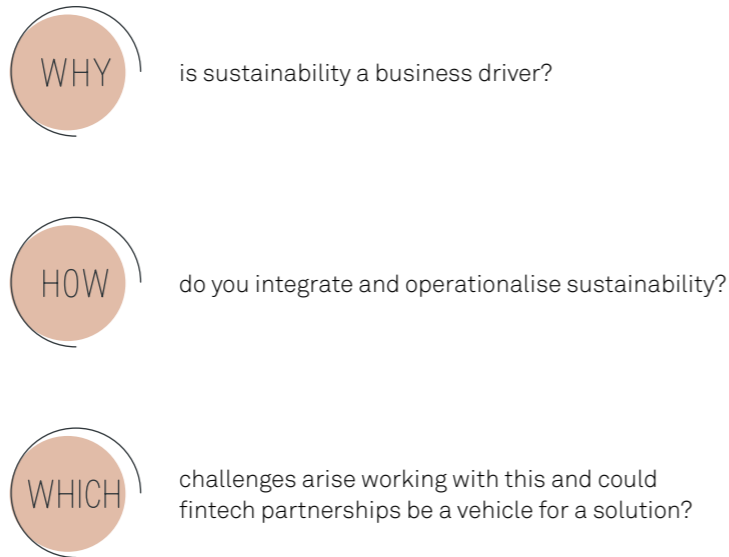 WHY
is sustainability a business driver?
HOW
do you integrate and operationalise sustainability?
WHICH
challenges arise working with this and could
fintech partnerships be a vehicle for a solution?